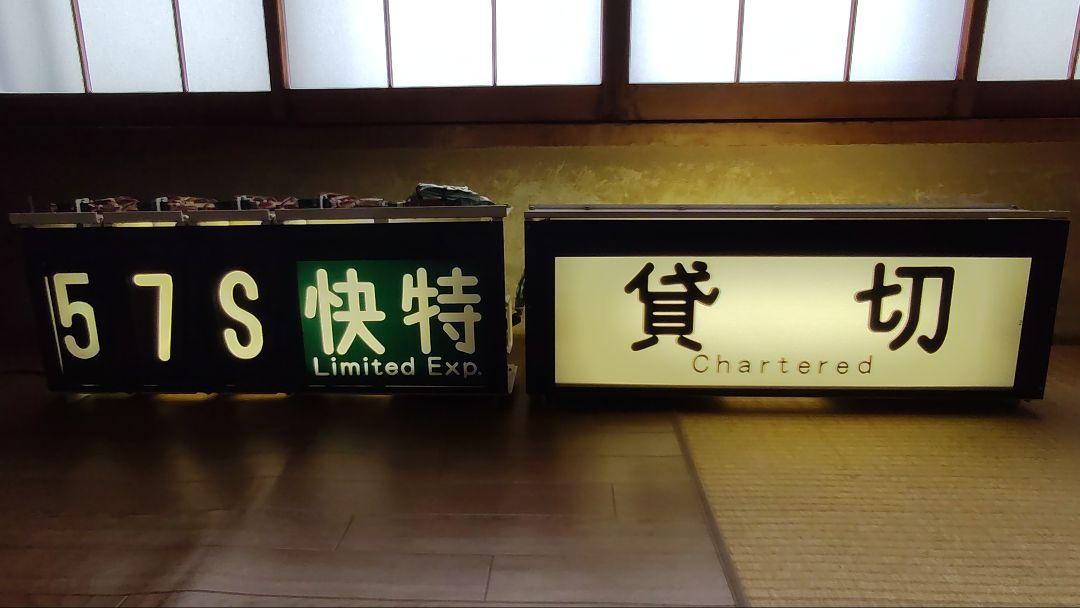 57S 快特
Limited Exp.
貸切
Chartered